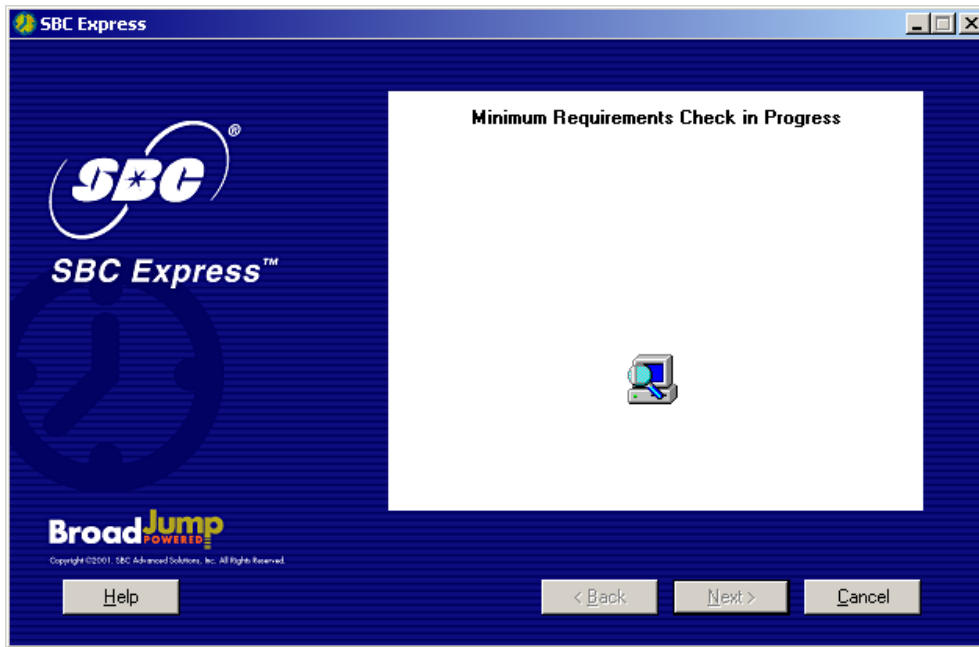 SBC Express
Minimum Requirements Check in Progress
SBC®
SBC Express™
BroadJump
POWERED
Copyright ©2001. SBC Advanced Solutions, Inc. All Rights Reserved.
Help
< Back
Next >
Cancel